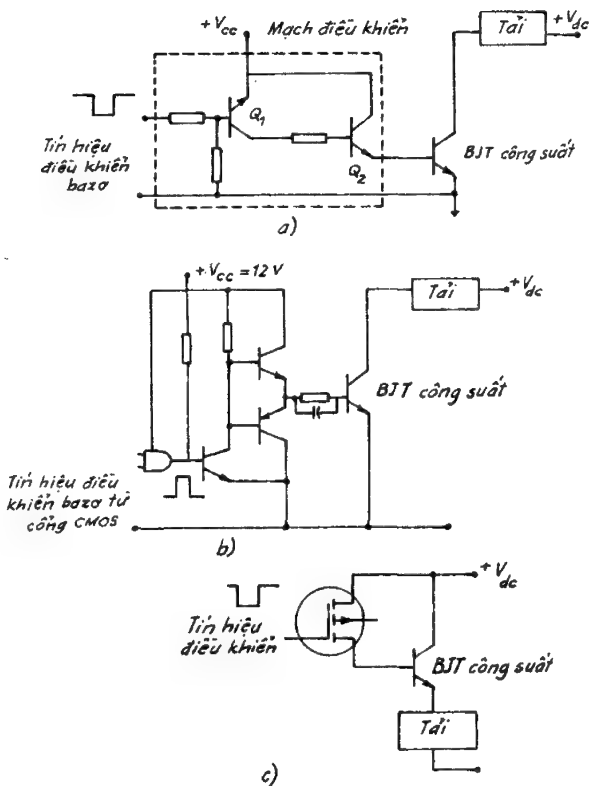 +Vcc
Mạch điều khiển
Tải
+Vdc
Q1
Tín hiệu
điều khiển
bazơ
Q2
BJT công suất
a)
+Vcc = 12 V
Tải
+Vdc
BJT công suất
Tín hiệu điều
khiển bazơ từ
cổng CMOS
b)
+Vdc
Tín hiệu
điều khiển
BJT công suất
Tải
c)